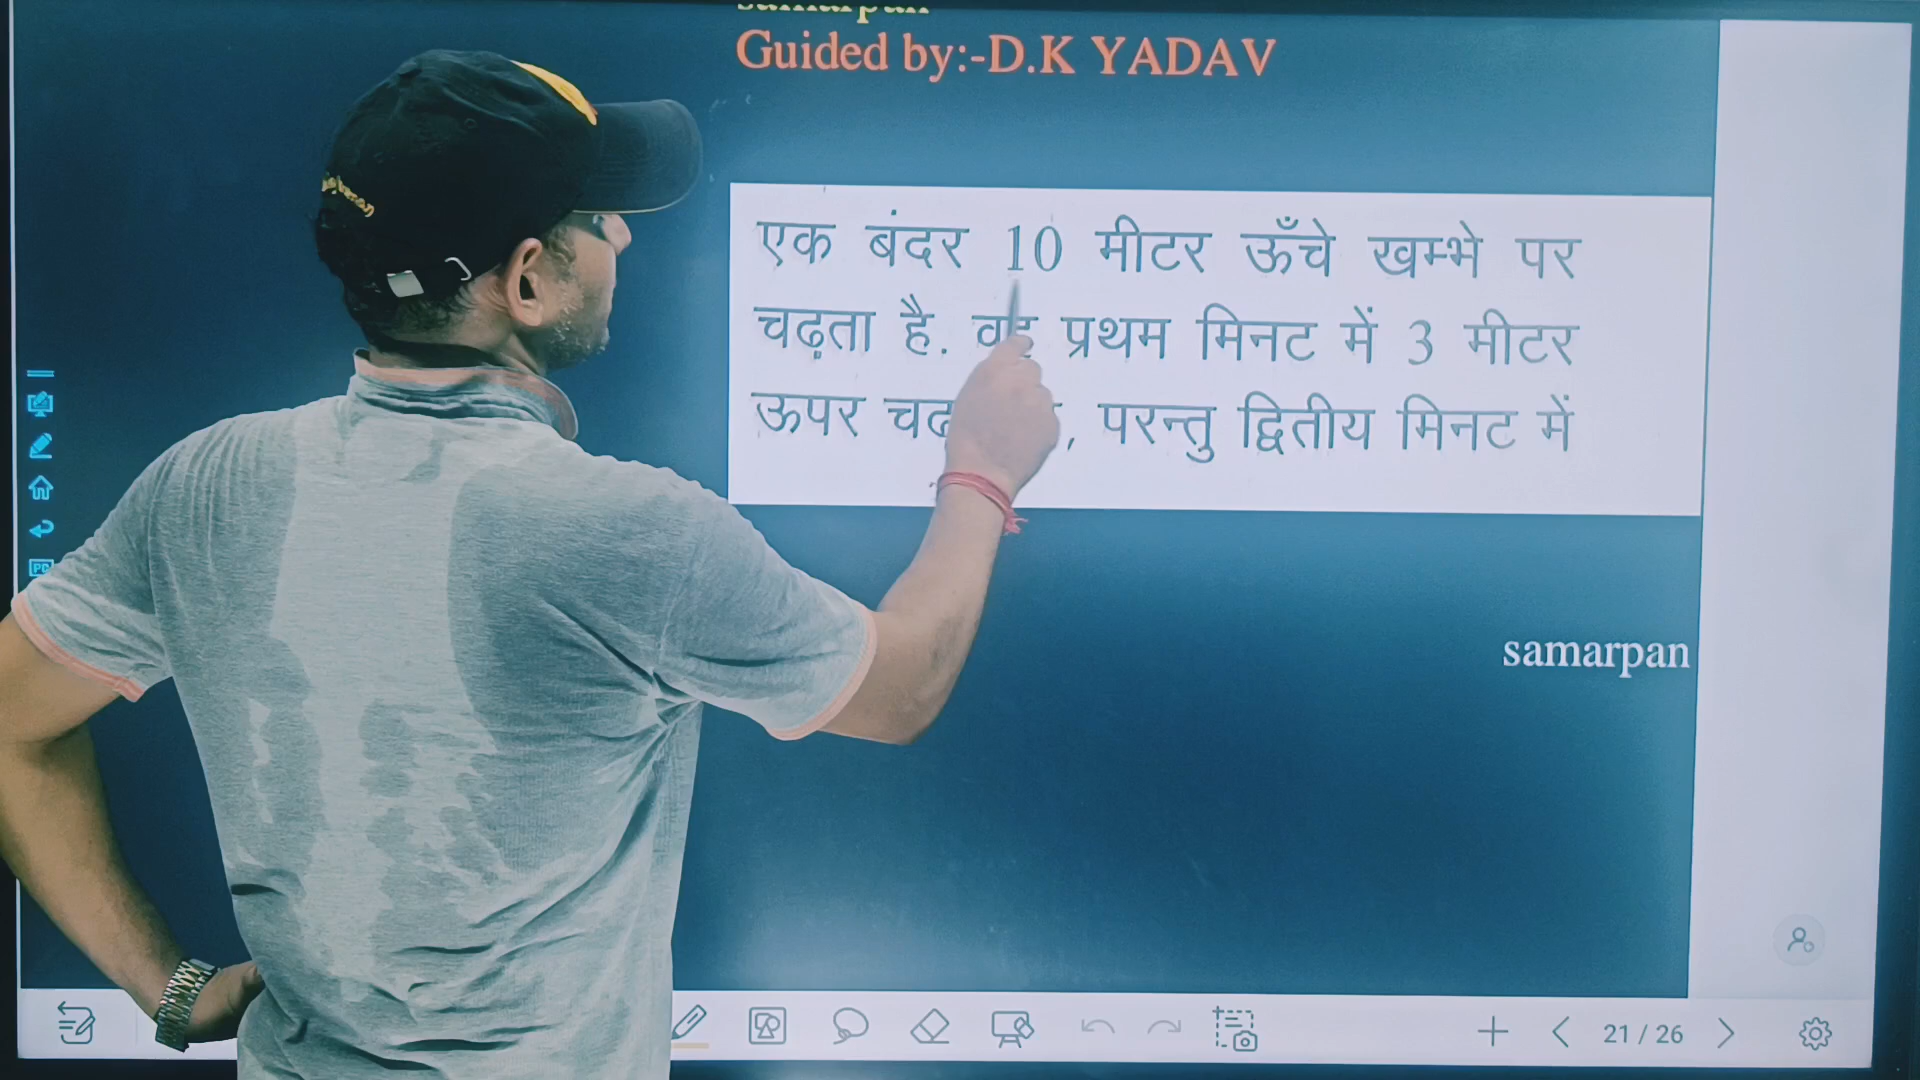 Guided by:-D.K YADAV
एक बंदर 10 मीटर ऊँचे खम्भे पर
चढ़ता है. वह प्रथम मिनट में 3 मीटर
ऊपर , परन्तु द्वितीय मिनट में
samarpan
21 / 26